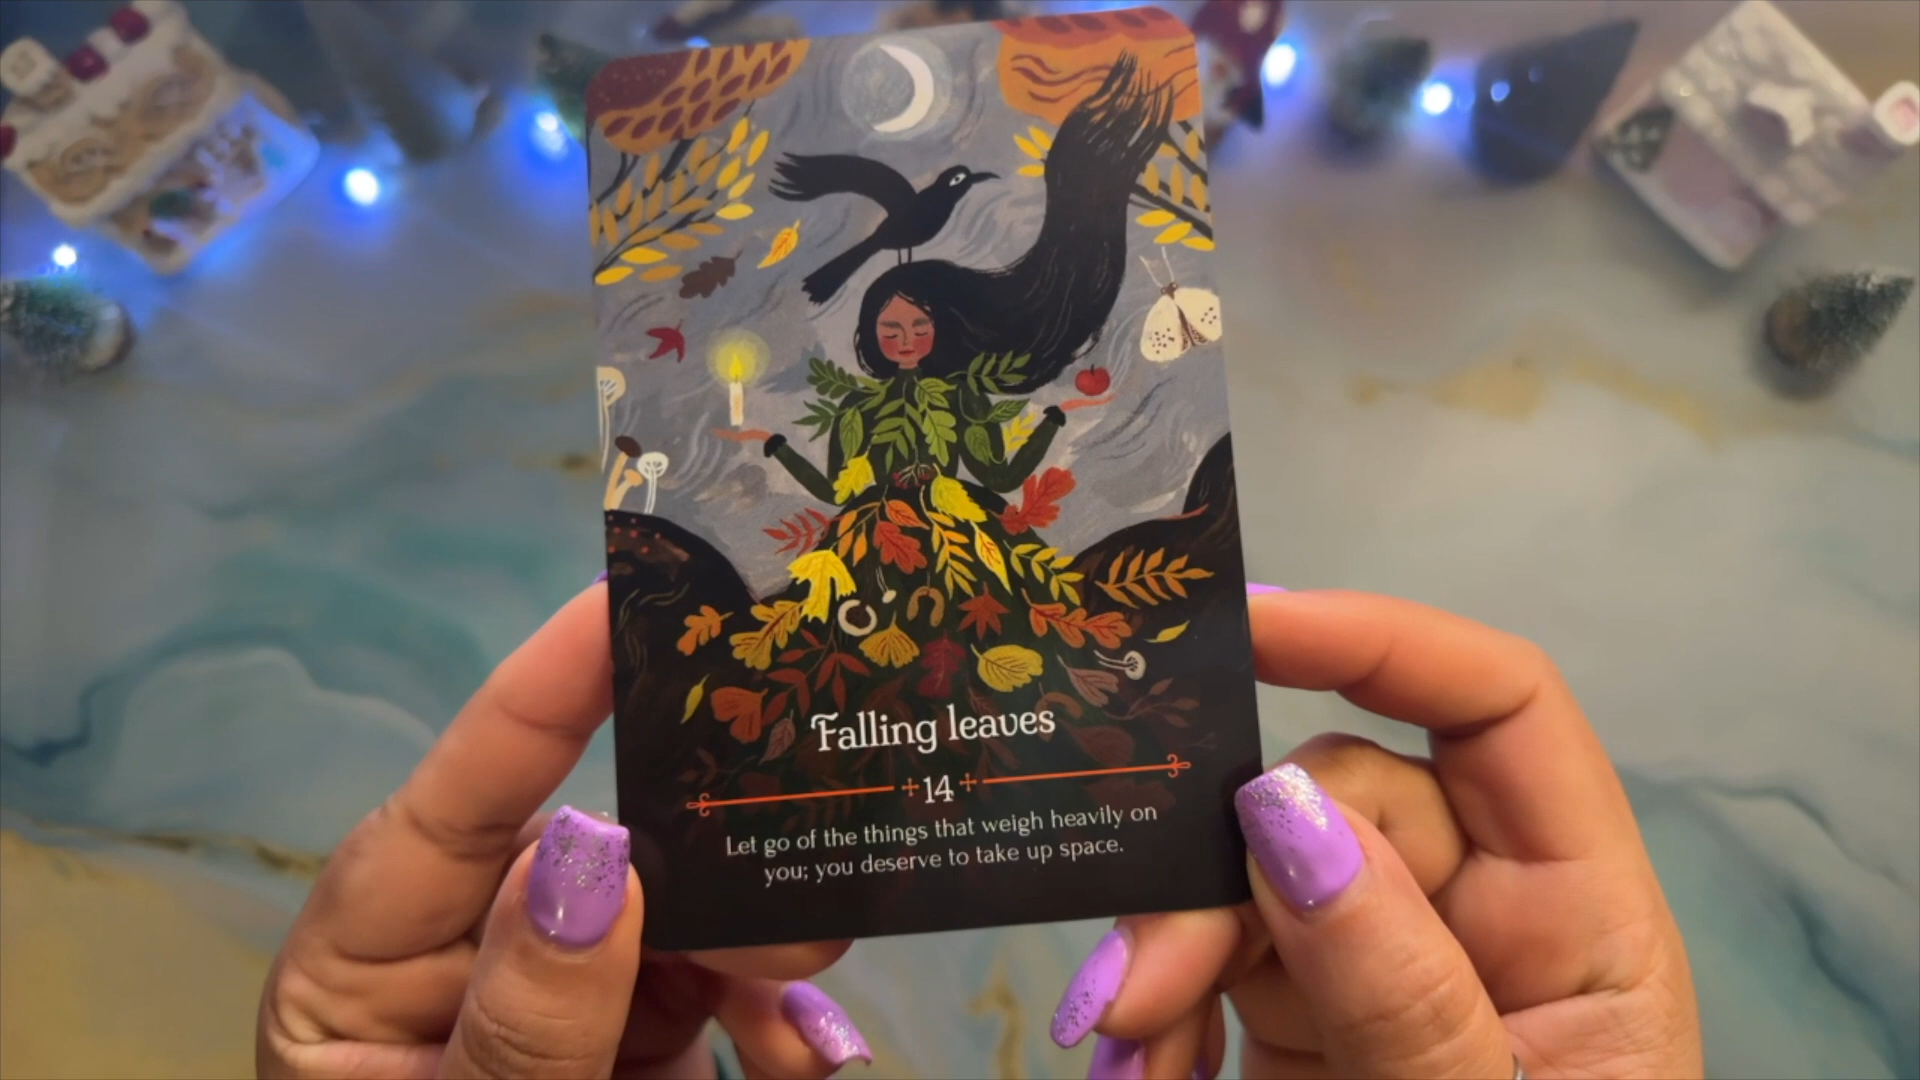 Falling leaves
14
Let go of the things that weigh heavily on
you; you deserve to take up space.